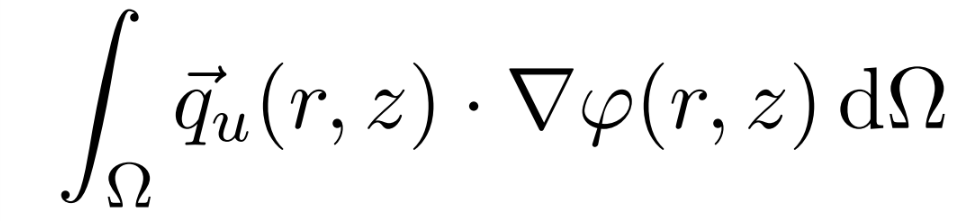 ∫_Ω q⃗_u(r, z) · ∇φ(r, z) dΩ